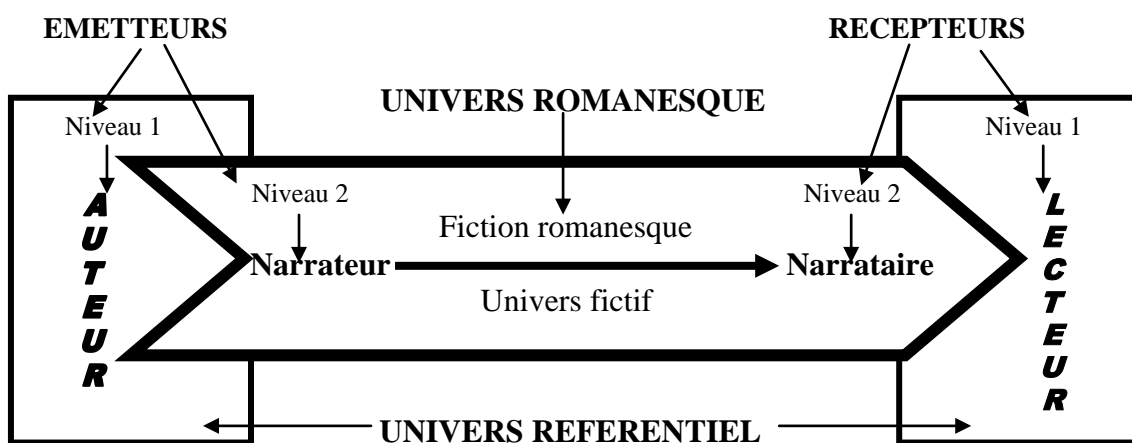 EMETTEURS
RECEPTEURS
UNIVERS ROMANESQUE
Niveau 1
Niveau 1
Niveau 2
Niveau 2
AUTEUR
Fiction romanesque
LECTEUR
Narrateur
Narrataire
Univers fictif
UNIVERS REFERENTIEL